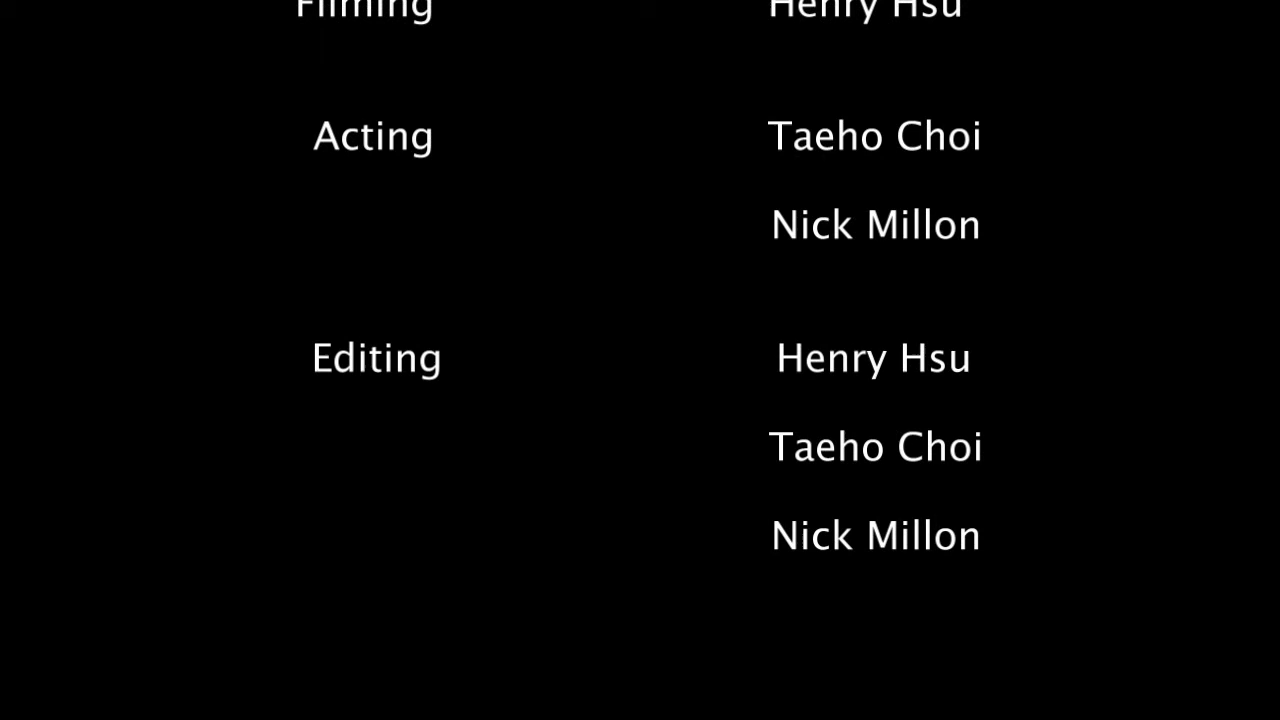 Filming Henry Hsu
Acting Taeho Choi
Nick Millon
Editing Henry Hsu
Taeho Choi
Nick Millon